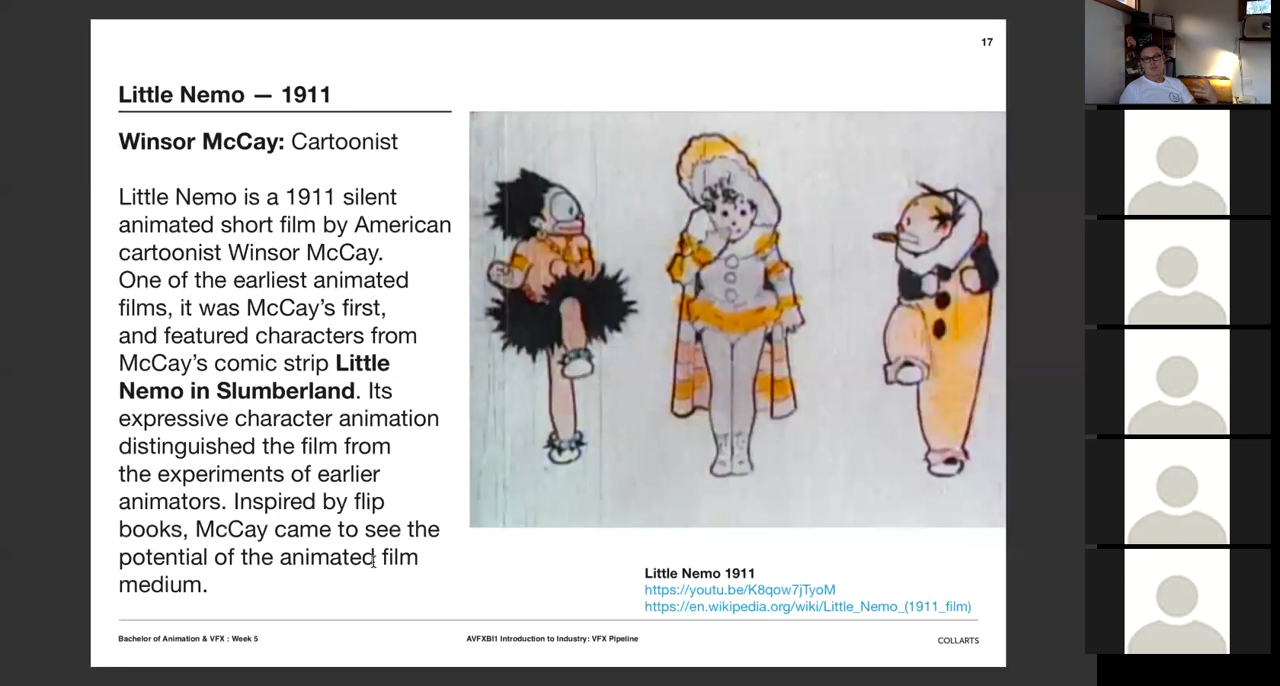 17
Little Nemo — 1911
Winsor McCay: Cartoonist
Little Nemo is a 1911 silent
animated short film by American
cartoonist Winsor McCay.
One of the earliest animated
films, it was McCay’s first,
and featured characters from
McCay’s comic strip Little
Nemo in Slumberland. Its
expressive character animation
distinguished the film from
the experiments of earlier
animators. Inspired by flip
books, McCay came to see the
potential of the animated film
medium.
Little Nemo 1911
https://youtu.be/K8qow7jTyoM
https://en.wikipedia.org/wiki/Little_Nemo_(1911_film)
Bachelor of Animation & VFX : Week 5
AVFXBI1 Introduction to Industry: VFX Pipeline
COLLARTS